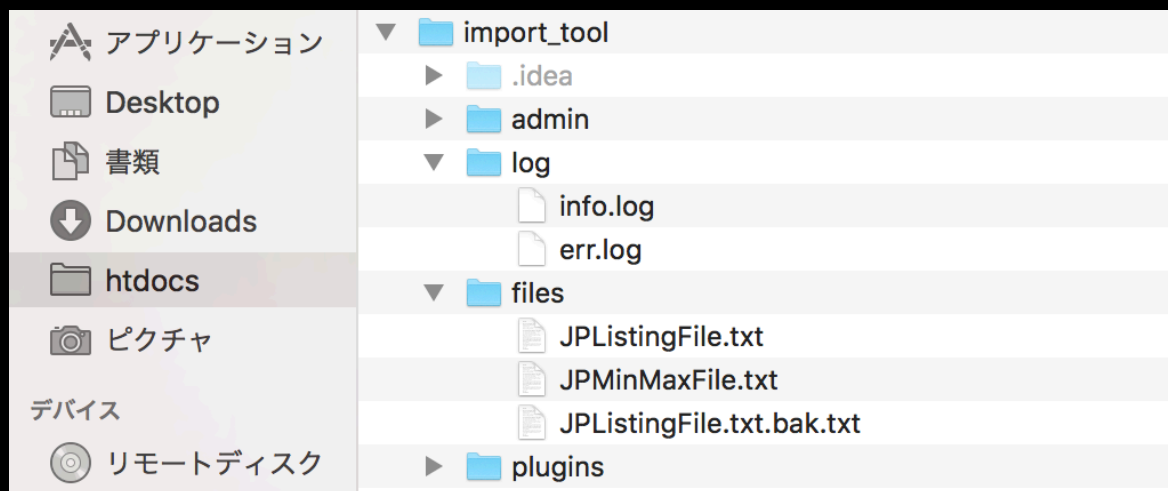 アプリケーション
Desktop
書類
Downloads
htdocs
ピクチャ
デバイス
リモートディスク
import_tool
.idea
admin
log
info.log
err.log
files
JPListingFile.txt
JPMinMaxFile.txt
JPListingFile.txt.bak.txt
plugins